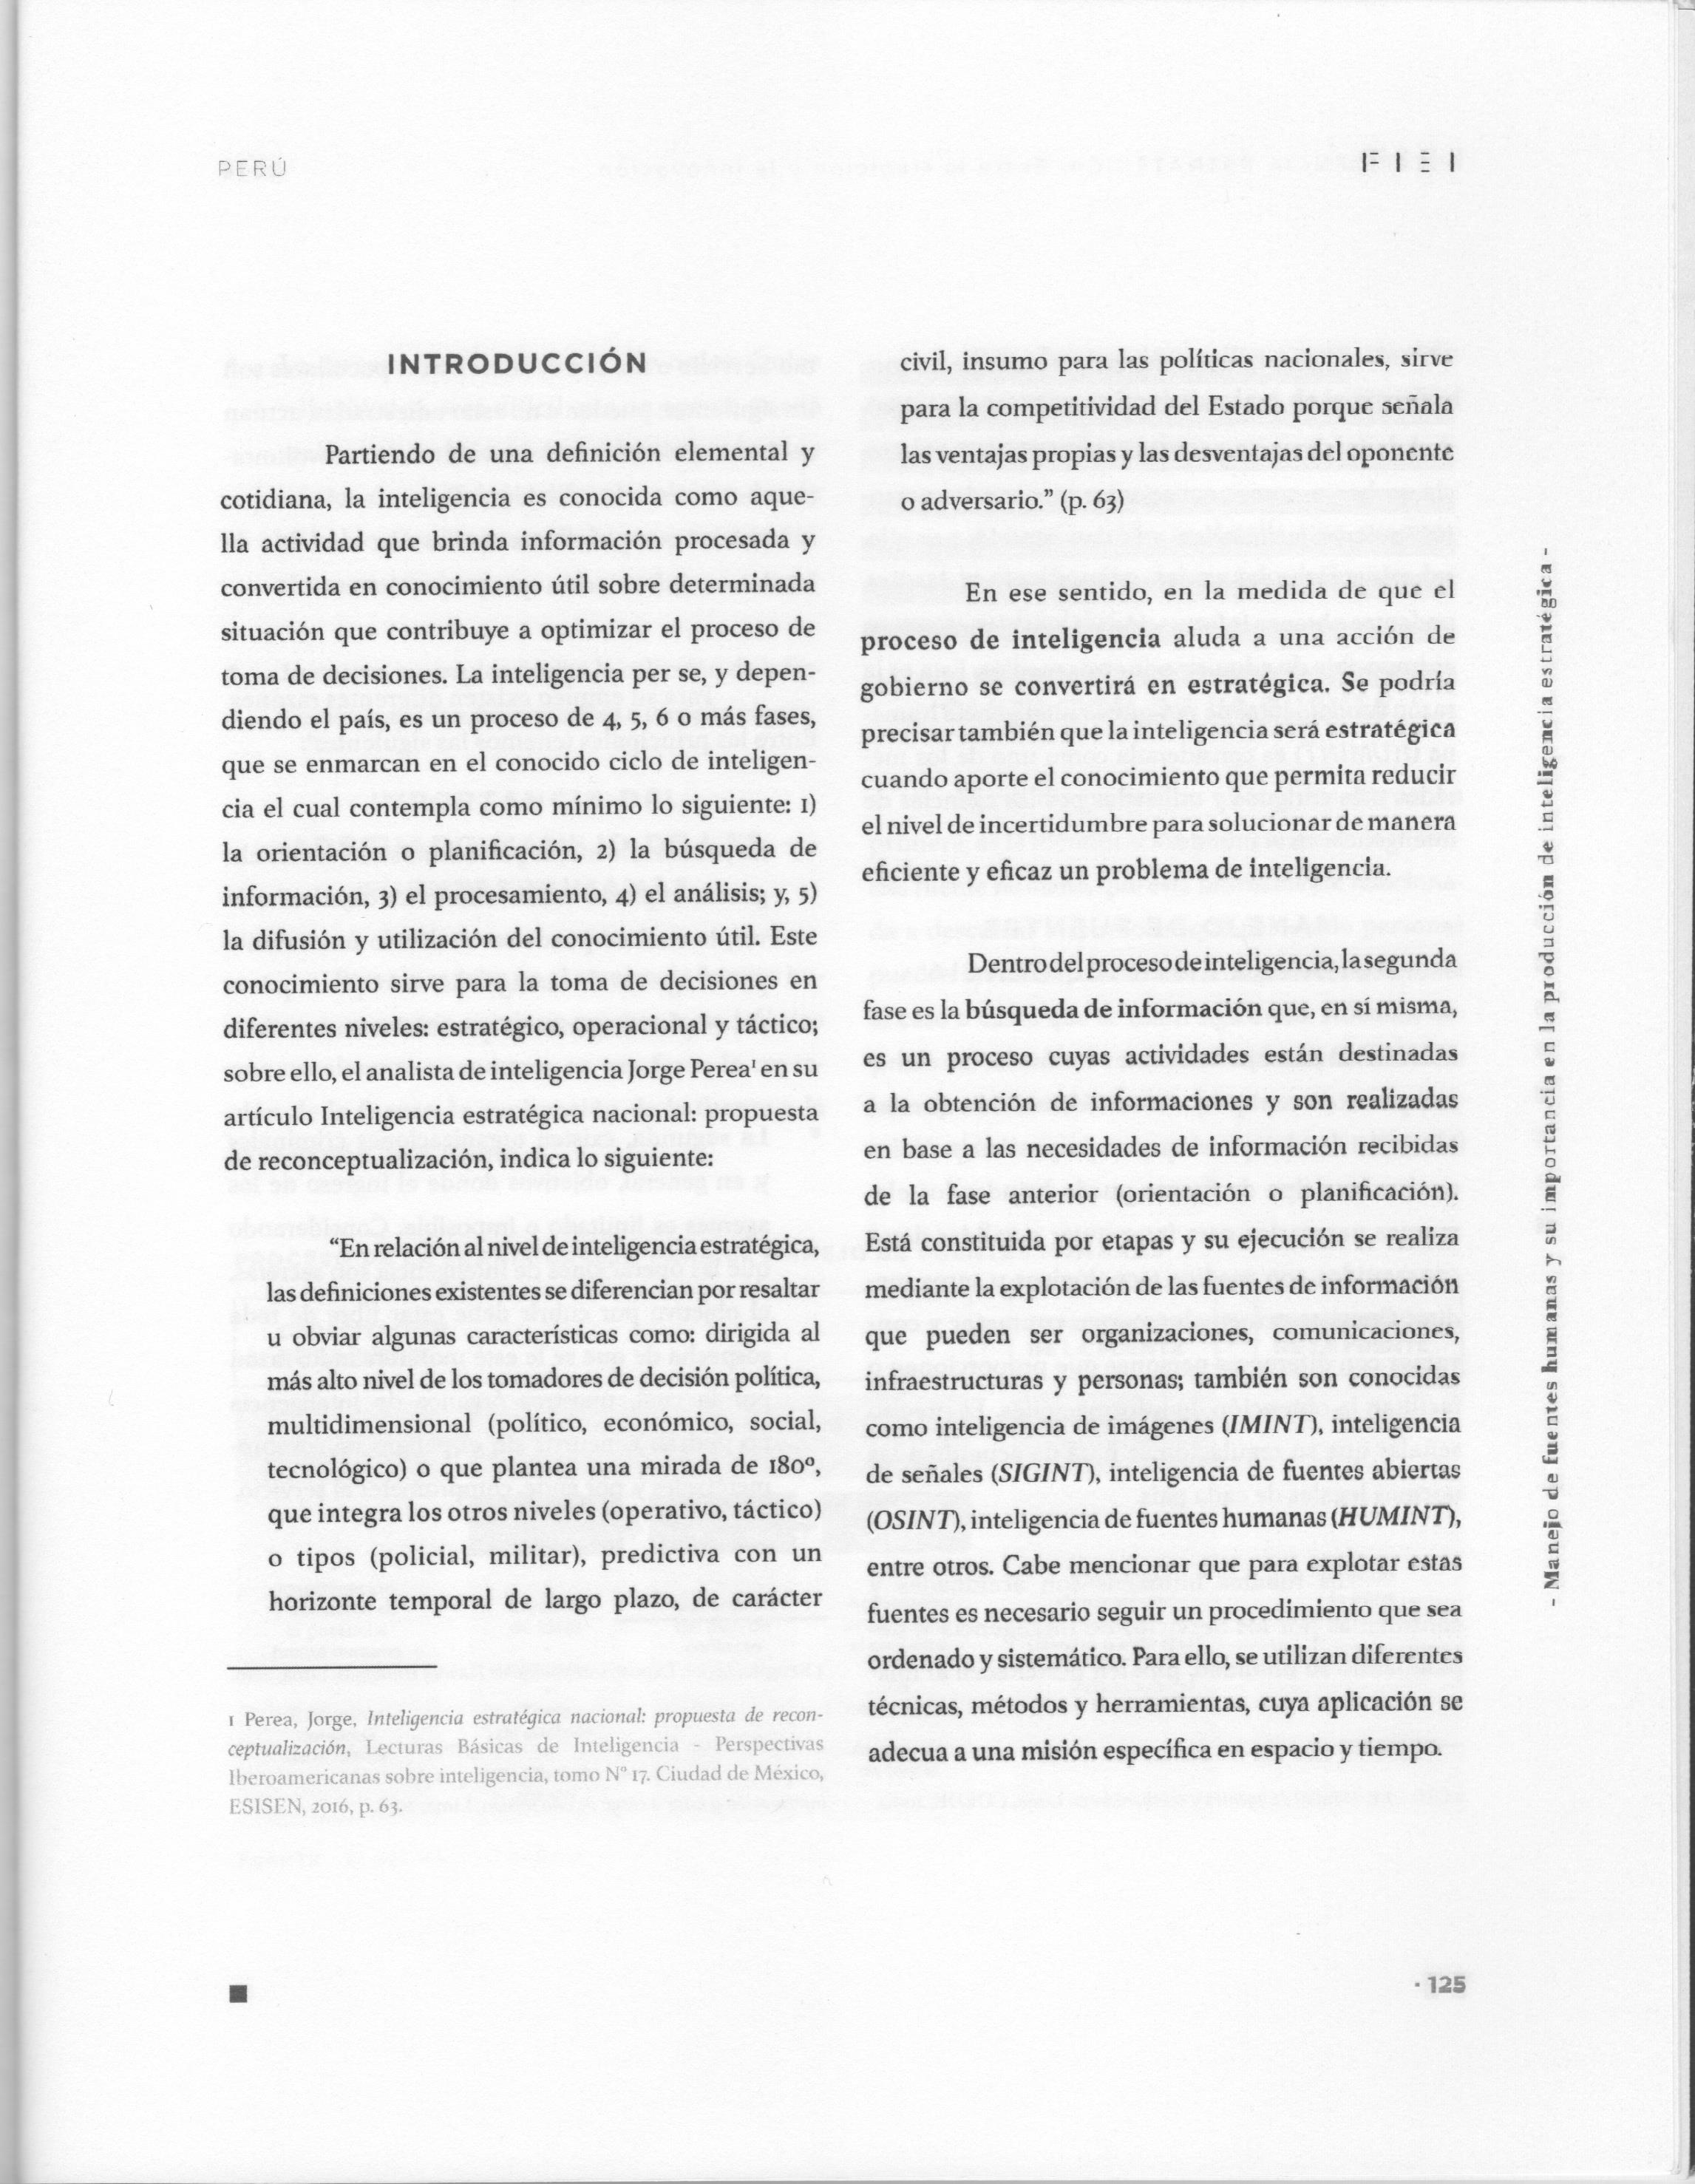 PERÚ
FIEI
INTRODUCCIÓN
Partiendo de una definición elemental y
cotidiana, la inteligencia es conocida como aque-
lla actividad que brinda información procesada y
convertida en conocimiento útil sobre determinada
situación que contribuye a optimizar el proceso de
toma de decisiones. La inteligencia per se, y depen-
diendo el país, es un proceso de 4, 5, 6 o más fases,
que se enmarcan en el conocido ciclo de inteligen-
cia el cual contempla como mínimo lo siguiente: 1)
la orientación o planificación, 2) la búsqueda de
información, 3) el procesamiento, 4) el análisis; y, 5)
la difusión y utilización del conocimiento útil. Este
conocimiento sirve para la toma de decisiones en
diferentes niveles: estratégico, operacional y táctico;
sobre ello, el analista de inteligencia Jorge Perea¹ en su
artículo Inteligencia estratégica nacional: propuesta
de reconceptualización, indica lo siguiente:
“En relación al nivel de inteligencia estratégica,
las definiciones existentes se diferencian por resaltar
u obviar algunas características como: dirigida al
más alto nivel de los tomadores de decisión política,
multidimensional (político, económico, social,
tecnológico) o que plantea una mirada de 180º,
que integra los otros niveles (operativo, táctico)
o tipos (policial, militar), predictiva con un
horizonte temporal de largo plazo, de carácter
1 Perea, Jorge, Inteligencia estratégica nacional: propuesta de recon-
ceptualización, Lecturas Básicas de Inteligencia - Perspectivas
Iberoamericanas sobre inteligencia, tomo Nº 17. Ciudad de México,
ESISEN, 2016, p. 63.
civil, insumo para las políticas nacionales, sirve
para la competitividad del Estado porque señala
las ventajas propias y las desventajas del oponente
o adversario.” (p. 63)
En ese sentido, en la medida de que el
proceso de inteligencia aluda a una acción de
gobierno se convertirá en estratégica. Se podría
precisar también que la inteligencia será estratégica
cuando aporte el conocimiento que permita reducir
el nivel de incertidumbre para solucionar de manera
eficiente y eficaz un problema de inteligencia.
Dentro del proceso de inteligencia, la segunda
fase es la búsqueda de información que, en sí misma,
es un proceso cuyas actividades están destinadas
a la obtención de informaciones y son realizadas
en base a las necesidades de información recibidas
de la fase anterior (orientación o planificación).
Está constituida por etapas y su ejecución se realiza
mediante la explotación de las fuentes de información
que pueden ser organizaciones, comunicaciones,
infraestructuras y personas; también son conocidas
como inteligencia de imágenes (IMINT), inteligencia
de señales (SIGINT), inteligencia de fuentes abiertas
(OSINT), inteligencia de fuentes humanas (HUMINT),
entre otros. Cabe mencionar que para explotar estas
fuentes es necesario seguir un procedimiento que sea
ordenado y sistemático. Para ello, se utilizan diferentes
técnicas, métodos y herramientas, cuya aplicación se
adecua a una misión específica en espacio y tiempo.
- Manejo de fuentes humanas y su importancia en la producción de inteligencia estratégica -
· 125